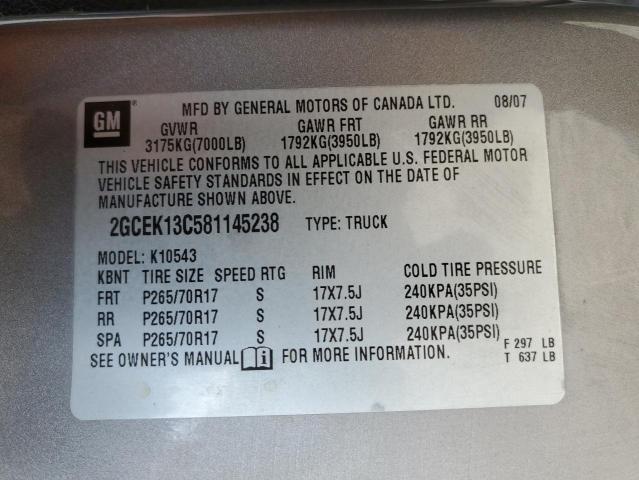 GM ® MFD BY GENERAL MOTORS OF CANADA LTD. 08/07
GVWR GAWR FRT GAWR RR
3175KG(7000LB) 1792KG(3950LB) 1792KG(3950LB)
THIS VEHICLE CONFORMS TO ALL APPLICABLE U.S. FEDERAL MOTOR
VEHICLE SAFETY STANDARDS IN EFFECT ON THE DATE OF
MANUFACTURE SHOWN ABOVE.
2GCEK13C581145238 TYPE: TRUCK
MODEL: K10543
KBNT TIRE SIZE SPEED RTG RIM COLD TIRE PRESSURE
FRT P265/70R17 S 17X7.5J 240KPA(35PSI)
RR P265/70R17 S 17X7.5J 240KPA(35PSI)
SPA P265/70R17 S 17X7.5J 240KPA(35PSI)
SEE OWNER'S MANUAL i FOR MORE INFORMATION.
F 297 LB
T 637 LB